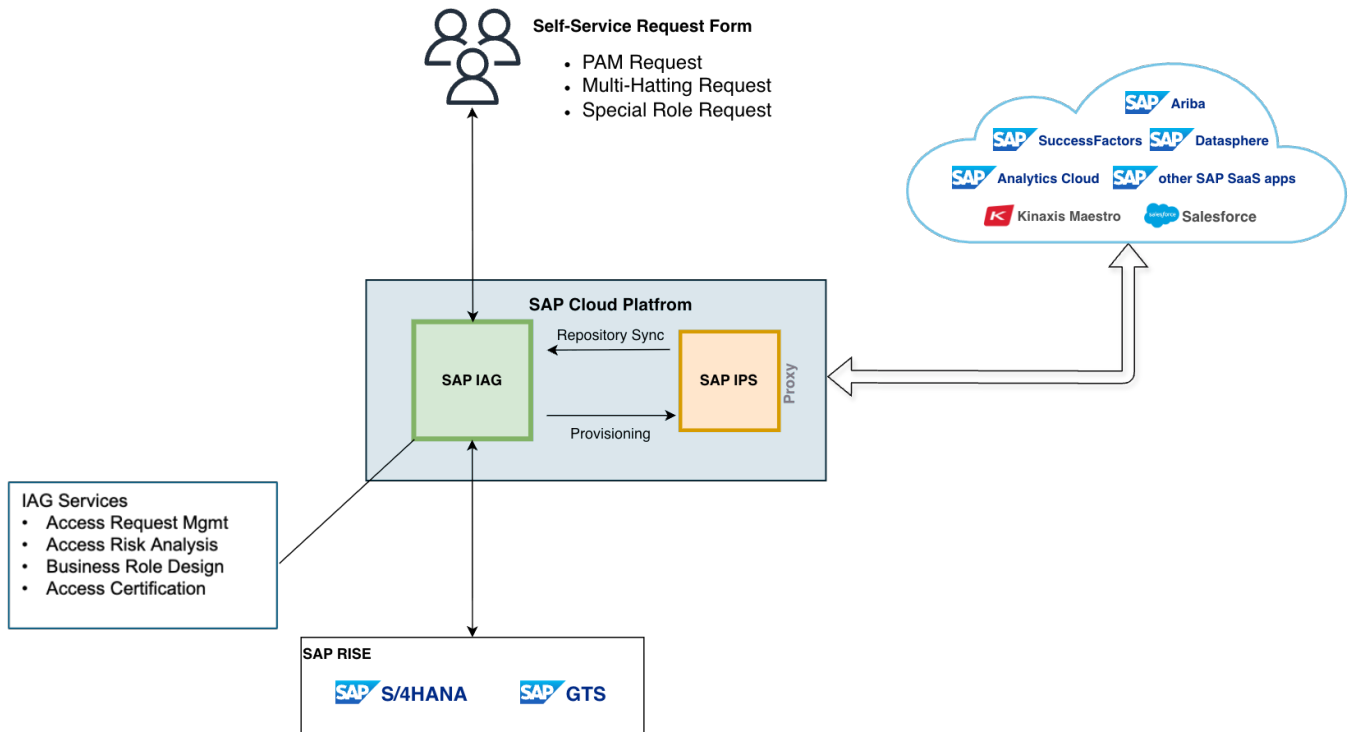 Self-Service Request Form
• PAM Request
• Multi-Hatting Request
• Special Role Request
SAP Ariba
SAP SuccessFactors SAP Datasphere
SAP Analytics Cloud SAP other SAP SaaS apps
K Kinaxis Maestro salesforce Salesforce
SAP Cloud Platfrom
Repository Sync
SAP IAG
SAP IPS
Proxy
Provisioning
IAG Services
• Access Request Mgmt
• Access Risk Analysis
• Business Role Design
• Access Certification
SAP RISE
SAP S/4HANA SAP GTS